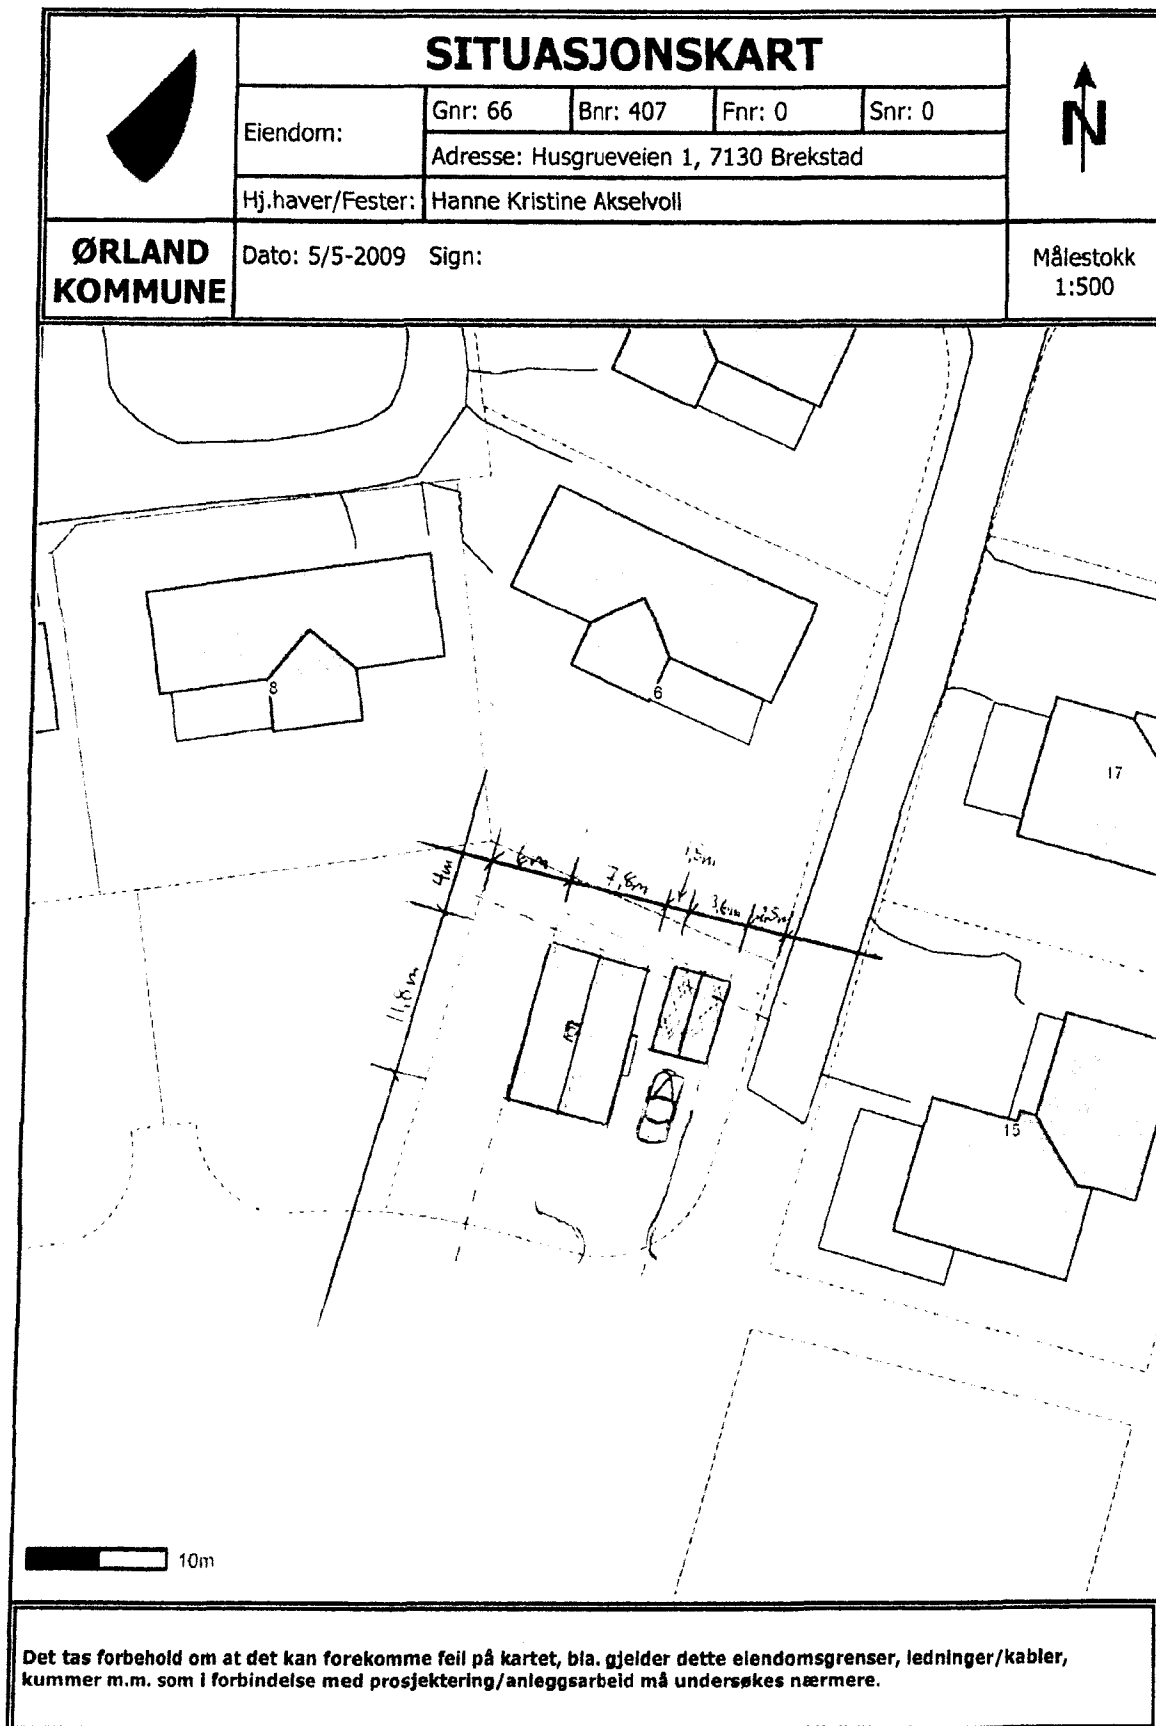 SITUASJONSKART
Eiendom:
Gnr: 66
Bnr: 407
Fnr: 0
Snr: 0
Adresse: Husgrueveien 1, 7130 Brekstad
Hj.haver/Fester:
Hanne Kristine Akselvoll
N
ØRLAND
KOMMUNE
Dato: 5/5-2009 Sign:
Målestokk
1:500
8
6
17
6m
7,8m
1,5m
3,6m
4m
11,8m
15
10m
Det tas forbehold om at det kan forekomme feil på kartet, bla. gjelder dette eiendomsgrenser, ledninger/kabler,
kummer m.m. som i forbindelse med prosjektering/anleggsarbeid må undersøkes nærmere.